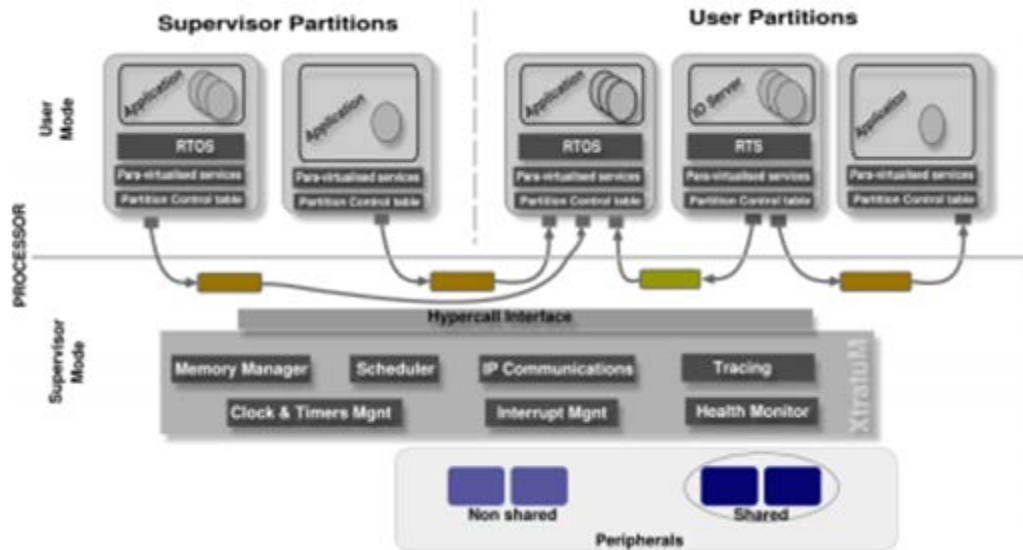 Supervisor Partitions
User Partitions
User Mode
Application
Application
Application
IO Server
Application
RTOS
RTOS
RTS
Para-virtualised services
Para-virtualised services
Para-virtualised services
Para-virtualised services
Para-virtualised services
Partition Control table
Partition Control table
Partition Control table
Partition Control table
Partition Control table
PROCESSOR
Supervisor Mode
Hypercall Interface
Memory Manager
Scheduler
IP Communications
Tracing
Clock & Timers Mgnt
Interrupt Mgnt
Health Monitor
XtratuM
Non shared
Shared
Peripherals